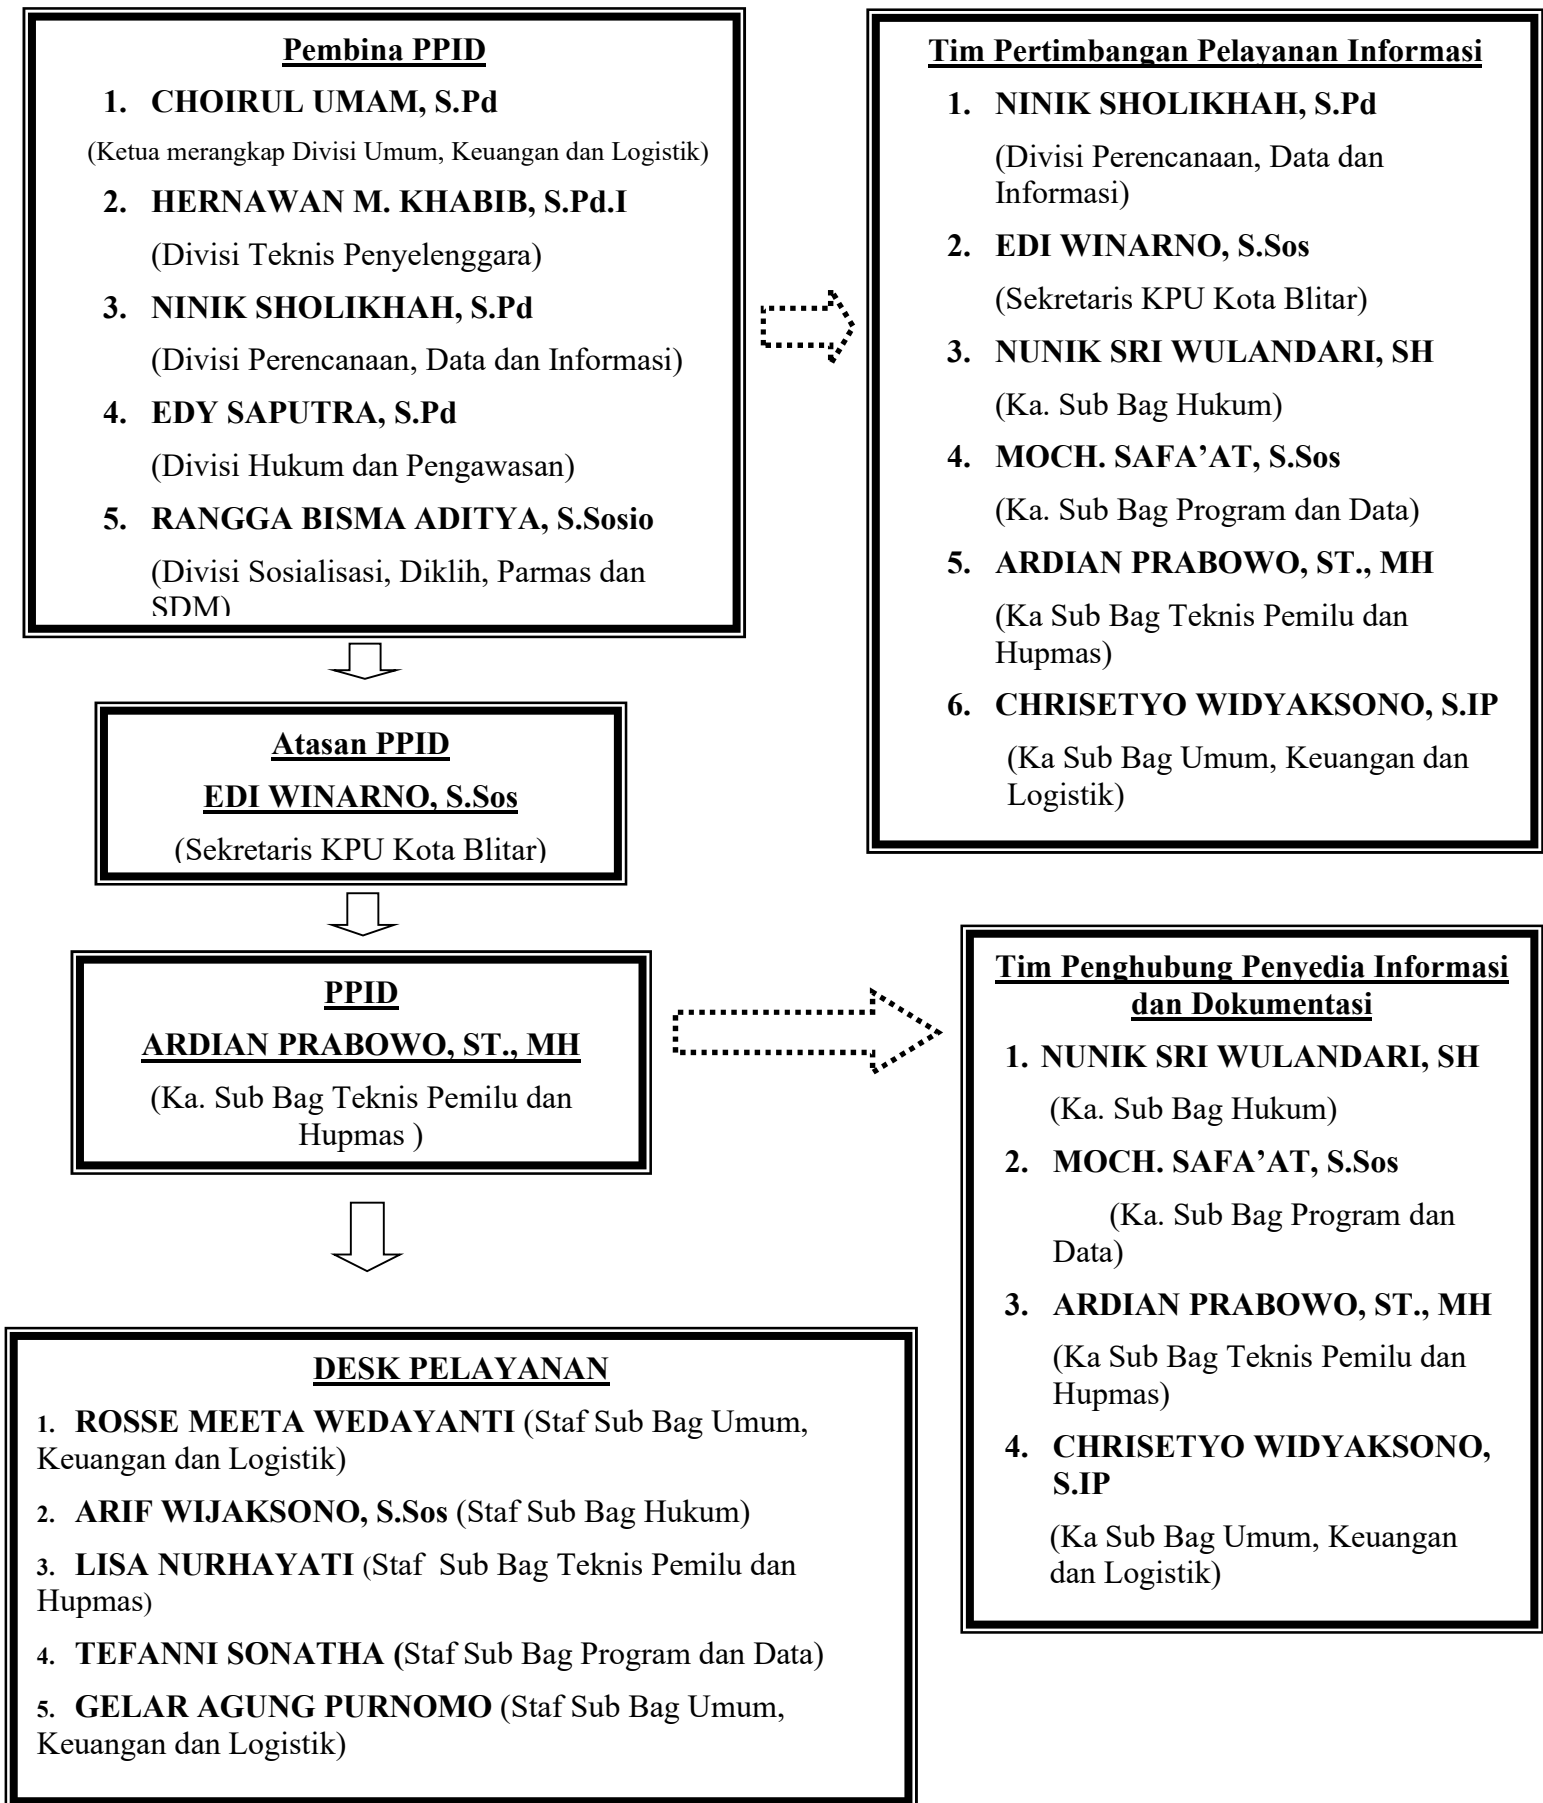 Pembina PPID
1. CHOIRUL UMAM, S.Pd
(Ketua merangkap Divisi Umum, Keuangan dan Logistik)
2. HERNAWAN M. KHABIB, S.Pd.I
(Divisi Teknis Penyelenggara)
3. NINIK SHOLIKHAH, S.Pd
(Divisi Perencanaan, Data dan Informasi)
4. EDY SAPUTRA, S.Pd
(Divisi Hukum dan Pengawasan)
5. RANGGA BISMA ADITYA, S.Sosio
(Divisi Sosialisasi, Diklih, Parmas dan
SDM)
Tim Pertimbangan Pelayanan Informasi
1. NINIK SHOLIKHAH, S.Pd
(Divisi Perencanaan, Data dan
Informasi)
2. EDI WINARNO, S.Sos
(Sekretaris KPU Kota Blitar)
3. NUNIK SRI WULANDARI, SH
(Ka. Sub Bag Hukum)
4. MOCH. SAFA’AT, S.Sos
(Ka. Sub Bag Program dan Data)
5. ARDIAN PRABOWO, ST., MH
(Ka Sub Bag Teknis Pemilu dan
Hupmas)
6. CHRISETYO WIDYAKSONO, S.IP
(Ka Sub Bag Umum, Keuangan dan
Logistik)
Atasan PPID
EDI WINARNO, S.Sos
(Sekretaris KPU Kota Blitar)
PPID
ARDIAN PRABOWO, ST., MH
(Ka. Sub Bag Teknis Pemilu dan
Hupmas )
Tim Penghubung Penyedia Informasi
dan Dokumentasi
1. NUNIK SRI WULANDARI, SH
(Ka. Sub Bag Hukum)
2. MOCH. SAFA’AT, S.Sos
(Ka. Sub Bag Program dan
Data)
3. ARDIAN PRABOWO, ST., MH
(Ka Sub Bag Teknis Pemilu dan
Hupmas)
4. CHRISETYO WIDYAKSONO,
S.IP
(Ka Sub Bag Umum, Keuangan
dan Logistik)
DESK PELAYANAN
1. ROSSE MEETA WEDAYANTI (Staf Sub Bag Umum,
Keuangan dan Logistik)
2. ARIF WIJAKSONO, S.Sos (Staf Sub Bag Hukum)
3. LISA NURHAYATI (Staf Sub Bag Teknis Pemilu dan
Hupmas)
4. TEFANNI SONATHA (Staf Sub Bag Program dan Data)
5. GELAR AGUNG PURNOMO (Staf Sub Bag Umum,
Keuangan dan Logistik)